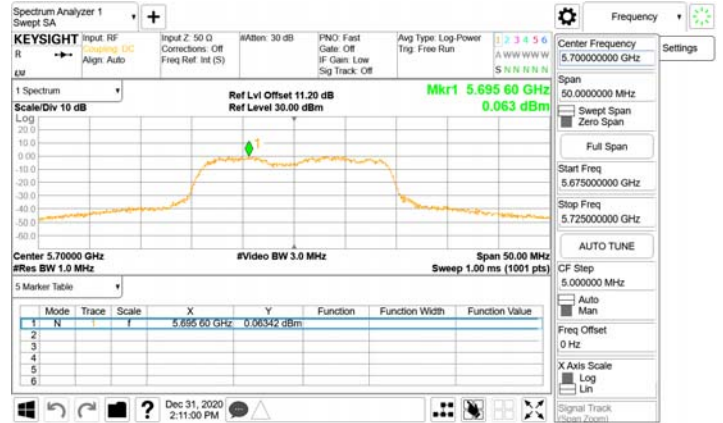 Spectrum Analyzer 1
Swept SA
+
Frequency
Settings
KEYSIGHT
R
LXI
Input: RF
Coupling: DC
Align: Auto
Input Z: 50 Ω
Corrections: Off
Freq Ref: Int (S)
#Atten: 30 dB
PNO: Fast
Gate: Off
IF Gain: Low
Sig Track: Off
Avg Type: Log-Power
Trig: Free Run
1 2 3 4 5 6
A W W W W W
S N N N N N
1 Spectrum
Scale/Div 10 dB
Ref Lvl Offset 11.20 dB
Ref Level 30.00 dBm
Mkr1 5.695 60 GHz
0.063 dBm
Log
20.0
10.0
0.00
-10.0
-20.0
-30.0
-40.0
-50.0
-60.0
1
Center 5.70000 GHz
#Res BW 1.0 MHz
#Video BW 3.0 MHz
Span 50.00 MHz
Sweep 1.00 ms (1001 pts)
5 Marker Table
Mode Trace Scale X Y Function Function Width Function Value
1 N 1 f 5.695 60 GHz 0.06342 dBm
2
3
4
5
6
Center Frequency
5.700000000 GHz
Span
50.0000000 MHz
Swept Span
Zero Span
Full Span
Start Freq
5.675000000 GHz
Stop Freq
5.725000000 GHz
AUTO TUNE
CF Step
5.000000 MHz
Auto
Man
Freq Offset
0 Hz
X Axis Scale
Log
Lin
Signal Track
(Span Zoom)
?
Dec 31, 2020
2:11:00 PM